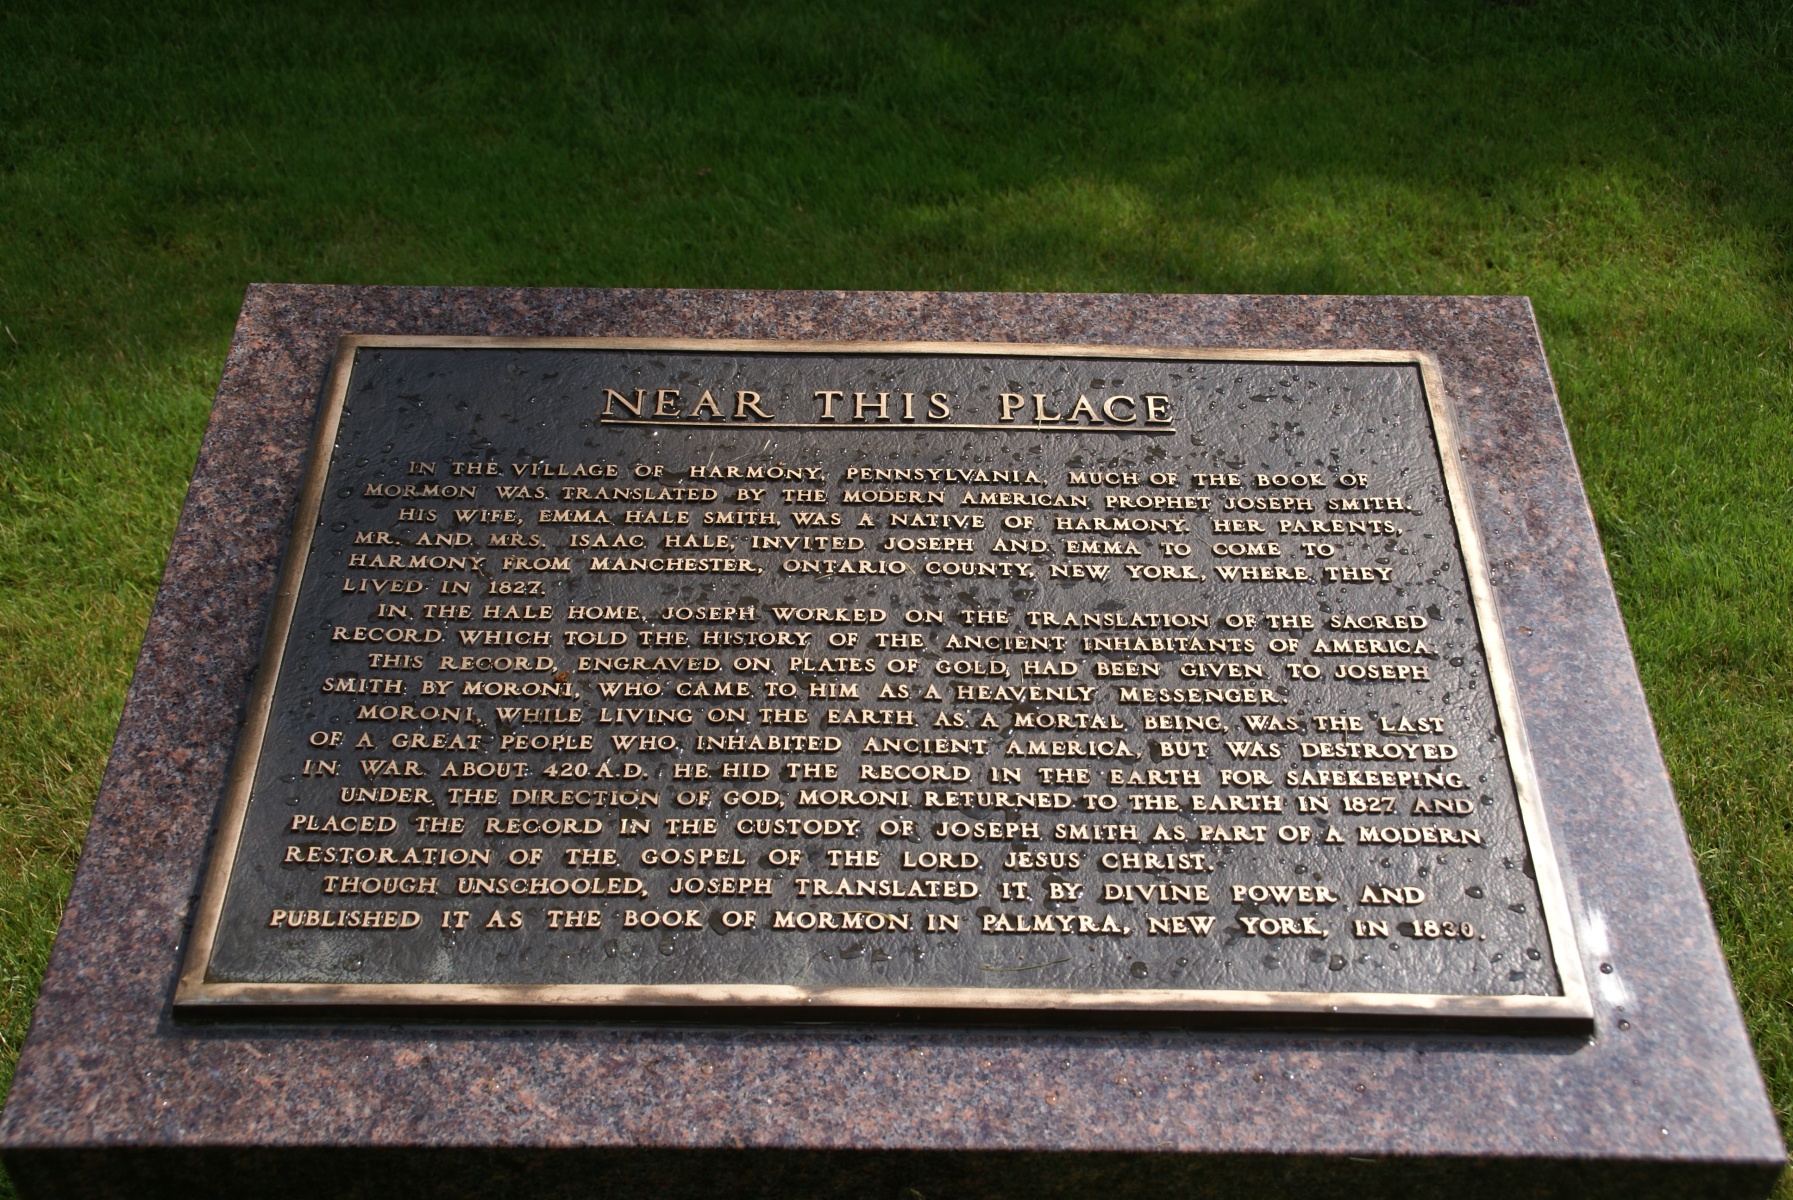 NEAR THIS PLACE
IN THE VILLAGE OF HARMONY, PENNSYLVANIA, MUCH OF THE BOOK OF
MORMON WAS TRANSLATED BY THE MODERN AMERICAN PROPHET JOSEPH SMITH.
HIS WIFE, EMMA HALE SMITH, WAS A NATIVE OF HARMONY. HER PARENTS,
MR. AND MRS. ISAAC HALE, INVITED JOSEPH AND EMMA TO COME TO
HARMONY FROM MANCHESTER, ONTARIO COUNTY, NEW YORK, WHERE THEY
LIVED IN 1827.
IN THE HALE HOME, JOSEPH WORKED ON THE TRANSLATION OF THE SACRED
RECORD WHICH TOLD THE HISTORY OF THE ANCIENT INHABITANTS OF AMERICA.
THIS RECORD, ENGRAVED ON PLATES OF GOLD, HAD BEEN GIVEN TO JOSEPH
SMITH BY MORONI, WHO CAME TO HIM AS A HEAVENLY MESSENGER.
MORONI, WHILE LIVING ON THE EARTH AS A MORTAL BEING, WAS THE LAST
OF A GREAT PEOPLE WHO INHABITED ANCIENT AMERICA, BUT WAS DESTROYED
IN WAR ABOUT 420 A.D. HE HID THE RECORD IN THE EARTH FOR SAFEKEEPING.
UNDER THE DIRECTION OF GOD, MORONI RETURNED TO THE EARTH IN 1827 AND
PLACED THE RECORD IN THE CUSTODY OF JOSEPH SMITH AS PART OF A MODERN
RESTORATION OF THE GOSPEL OF THE LORD JESUS CHRIST.
THOUGH UNSCHOOLED, JOSEPH TRANSLATED IT BY DIVINE POWER AND
PUBLISHED IT AS THE BOOK OF MORMON IN PALMYRA, NEW YORK, IN 1830.